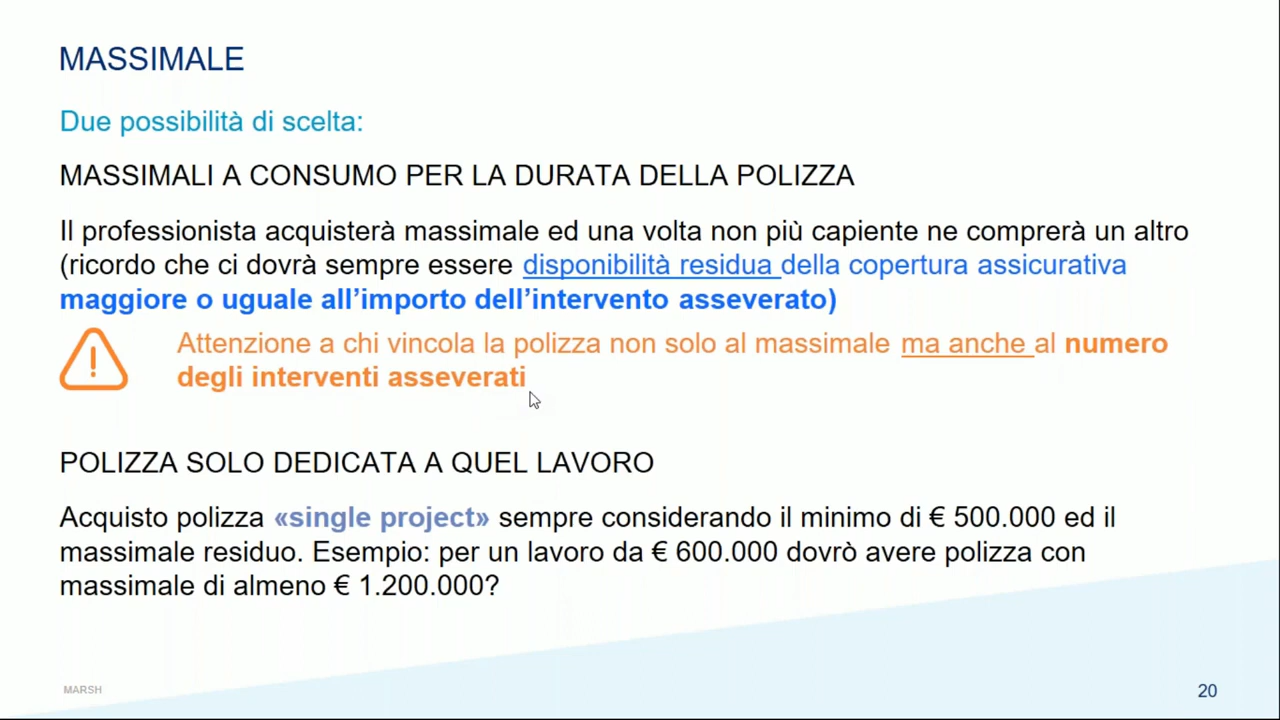 MASSIMALE
Due possibilità di scelta:
MASSIMALI A CONSUMO PER LA DURATA DELLA POLIZZA
Il professionista acquisterà massimale ed una volta non più capiente ne comprerà un altro
(ricordo che ci dovrà sempre essere disponibilità residua della copertura assicurativa
maggiore o uguale all’importo dell’intervento asseverato)
Attenzione a chi vincola la polizza non solo al massimale ma anche al numero
degli interventi asseverati
POLIZZA SOLO DEDICATA A QUEL LAVORO
Acquisto polizza «single project» sempre considerando il minimo di € 500.000 ed il
massimale residuo. Esempio: per un lavoro da € 600.000 dovrò avere polizza con
massimale di almeno € 1.200.000?
MARSH
20